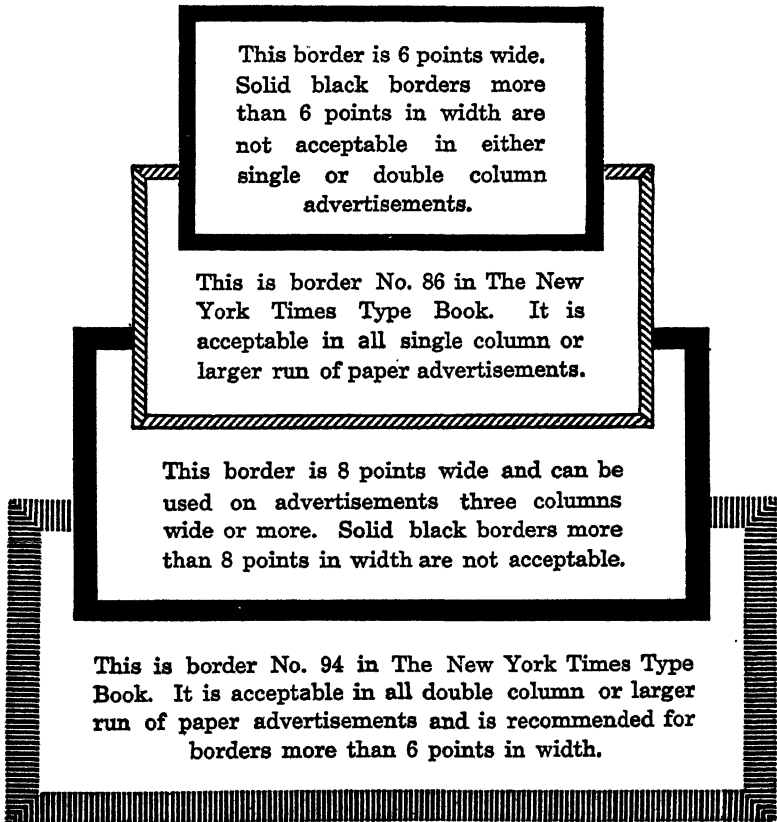 This border is 6 points wide.
Solid black borders more
than 6 points in width are
not acceptable in either
single or double column
advertisements.
This is border No. 86 in The New
York Times Type Book. It is
acceptable in all single column or
larger run of paper advertisements.
This border is 8 points wide and can be
used on advertisements three columns
wide or more. Solid black borders more
than 8 points in width are not acceptable.
This is border No. 94 in The New York Times Type
Book. It is acceptable in all double column or larger
run of paper advertisements and is recommended for
borders more than 6 points in width.